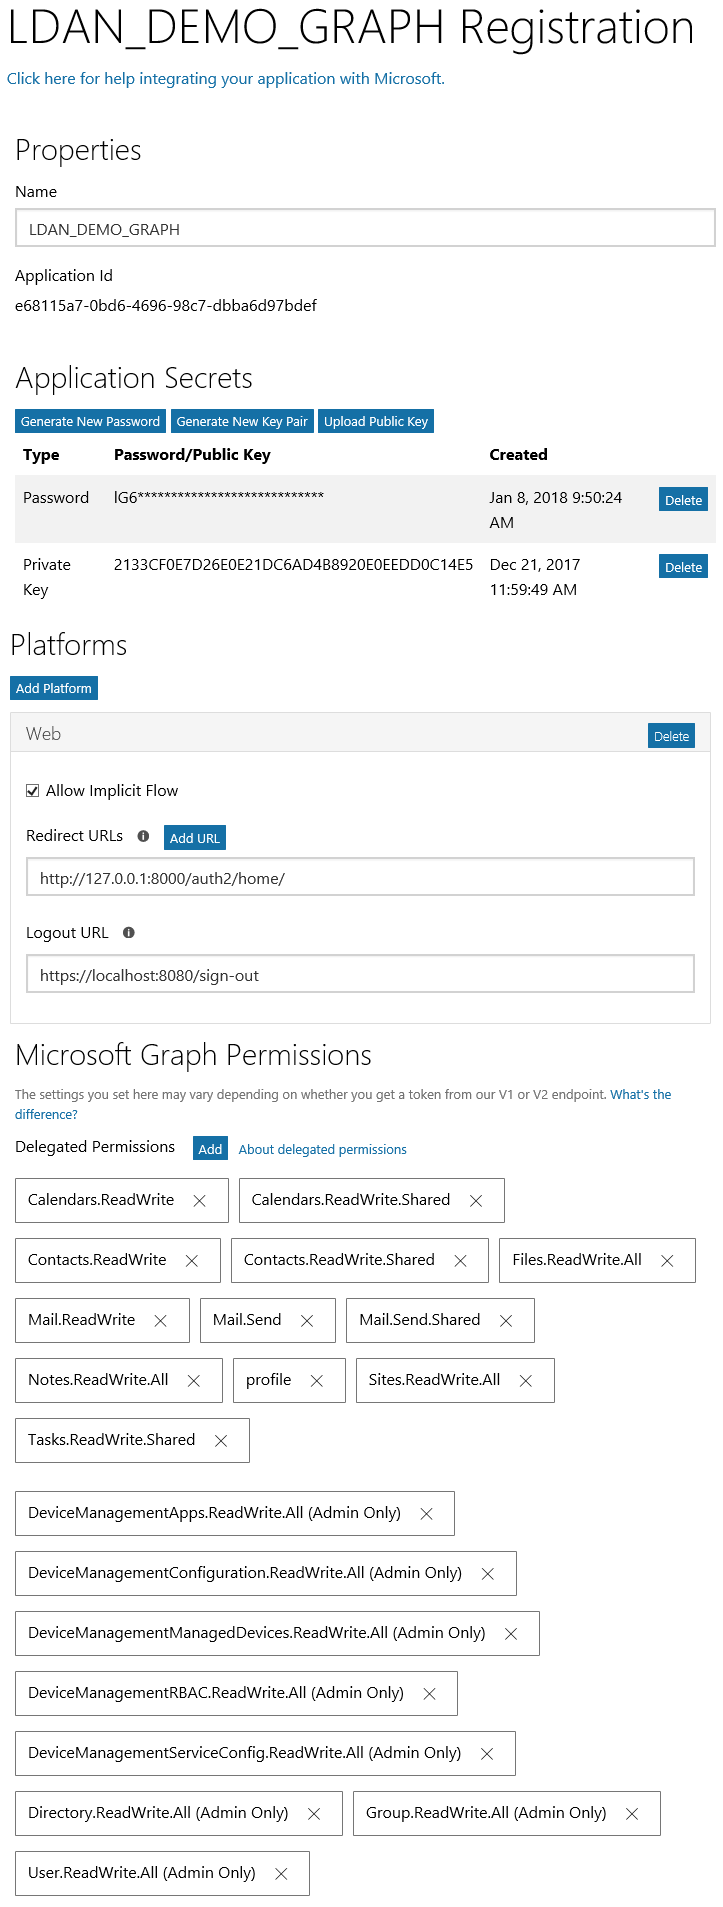 LDAN_DEMO_GRAPH Registration
Click here for help integrating your application with Microsoft.
Properties
Name
LDAN_DEMO_GRAPH
Application Id
e68115a7-0bd6-4696-98c7-dbba6d97bdef
Application Secrets
Generate New Password Generate New Key Pair Upload Public Key
Type Password/Public Key Created
Password lG6**************************** Jan 8, 2018 9:50:24 Delete
AM
Private 2133CF0E7D26E0E21DC6AD4B8920E0EEDD0C14E5 Dec 21, 2017 Delete
Key 11:59:49 AM
Platforms
Add Platform
Web Delete
Allow Implicit Flow
Redirect URLs Add URL
http://127.0.0.1:8000/auth2/home/
Logout URL
https://localhost:8080/sign-out
Microsoft Graph Permissions
The settings you set here may vary depending on whether you get a token from our V1 or V2 endpoint. What's the
difference?
Delegated Permissions Add About delegated permissions
Calendars.ReadWrite Calendars.ReadWrite.Shared
Contacts.ReadWrite Contacts.ReadWrite.Shared Files.ReadWrite.All
Mail.ReadWrite Mail.Send Mail.Send.Shared
Notes.ReadWrite.All profile Sites.ReadWrite.All
Tasks.ReadWrite.Shared
DeviceManagementApps.ReadWrite.All (Admin Only)
DeviceManagementConfiguration.ReadWrite.All (Admin Only)
DeviceManagementManagedDevices.ReadWrite.All (Admin Only)
DeviceManagementRBAC.ReadWrite.All (Admin Only)
DeviceManagementServiceConfig.ReadWrite.All (Admin Only)
Directory.ReadWrite.All (Admin Only) Group.ReadWrite.All (Admin Only)
User.ReadWrite.All (Admin Only)